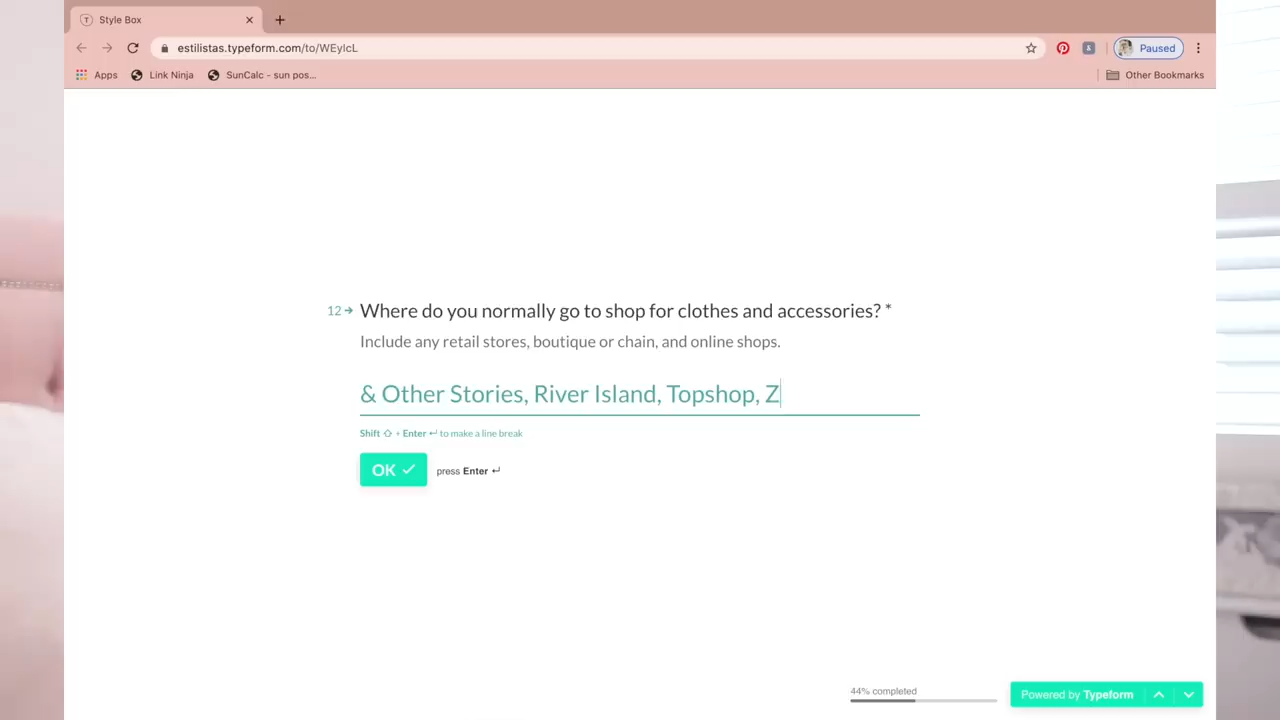 Style Box
estilistas.typeform.com/to/WEyIcL
Paused
Apps
Link Ninja
SunCalc - sun pos...
Other Bookmarks
12
Where do you normally go to shop for clothes and accessories? *
Include any retail stores, boutique or chain, and online shops.
& Other Stories, River Island, Topshop, Z
Shift ⇧ + Enter ↵ to make a line break
OK
press Enter ↵
44% completed
Powered by Typeform